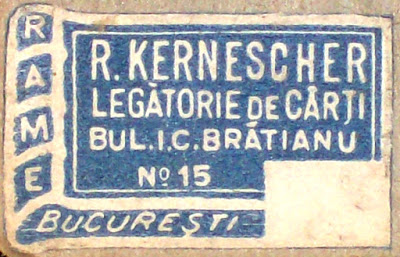 RAME
R. KERNESCHER
LEGĂTORIE DE CĂRȚI
BUL. I. C. BRĂTIANU
No 15
BUCUREȘTI